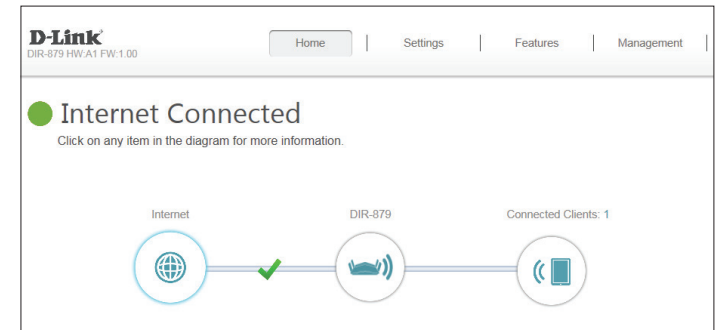 D-Link
DIR-879 HW:A1 FW:1.00
Home | Settings | Features | Management |
Internet Connected
Click on any item in the diagram for more information.
Internet DIR-879 Connected Clients: 1